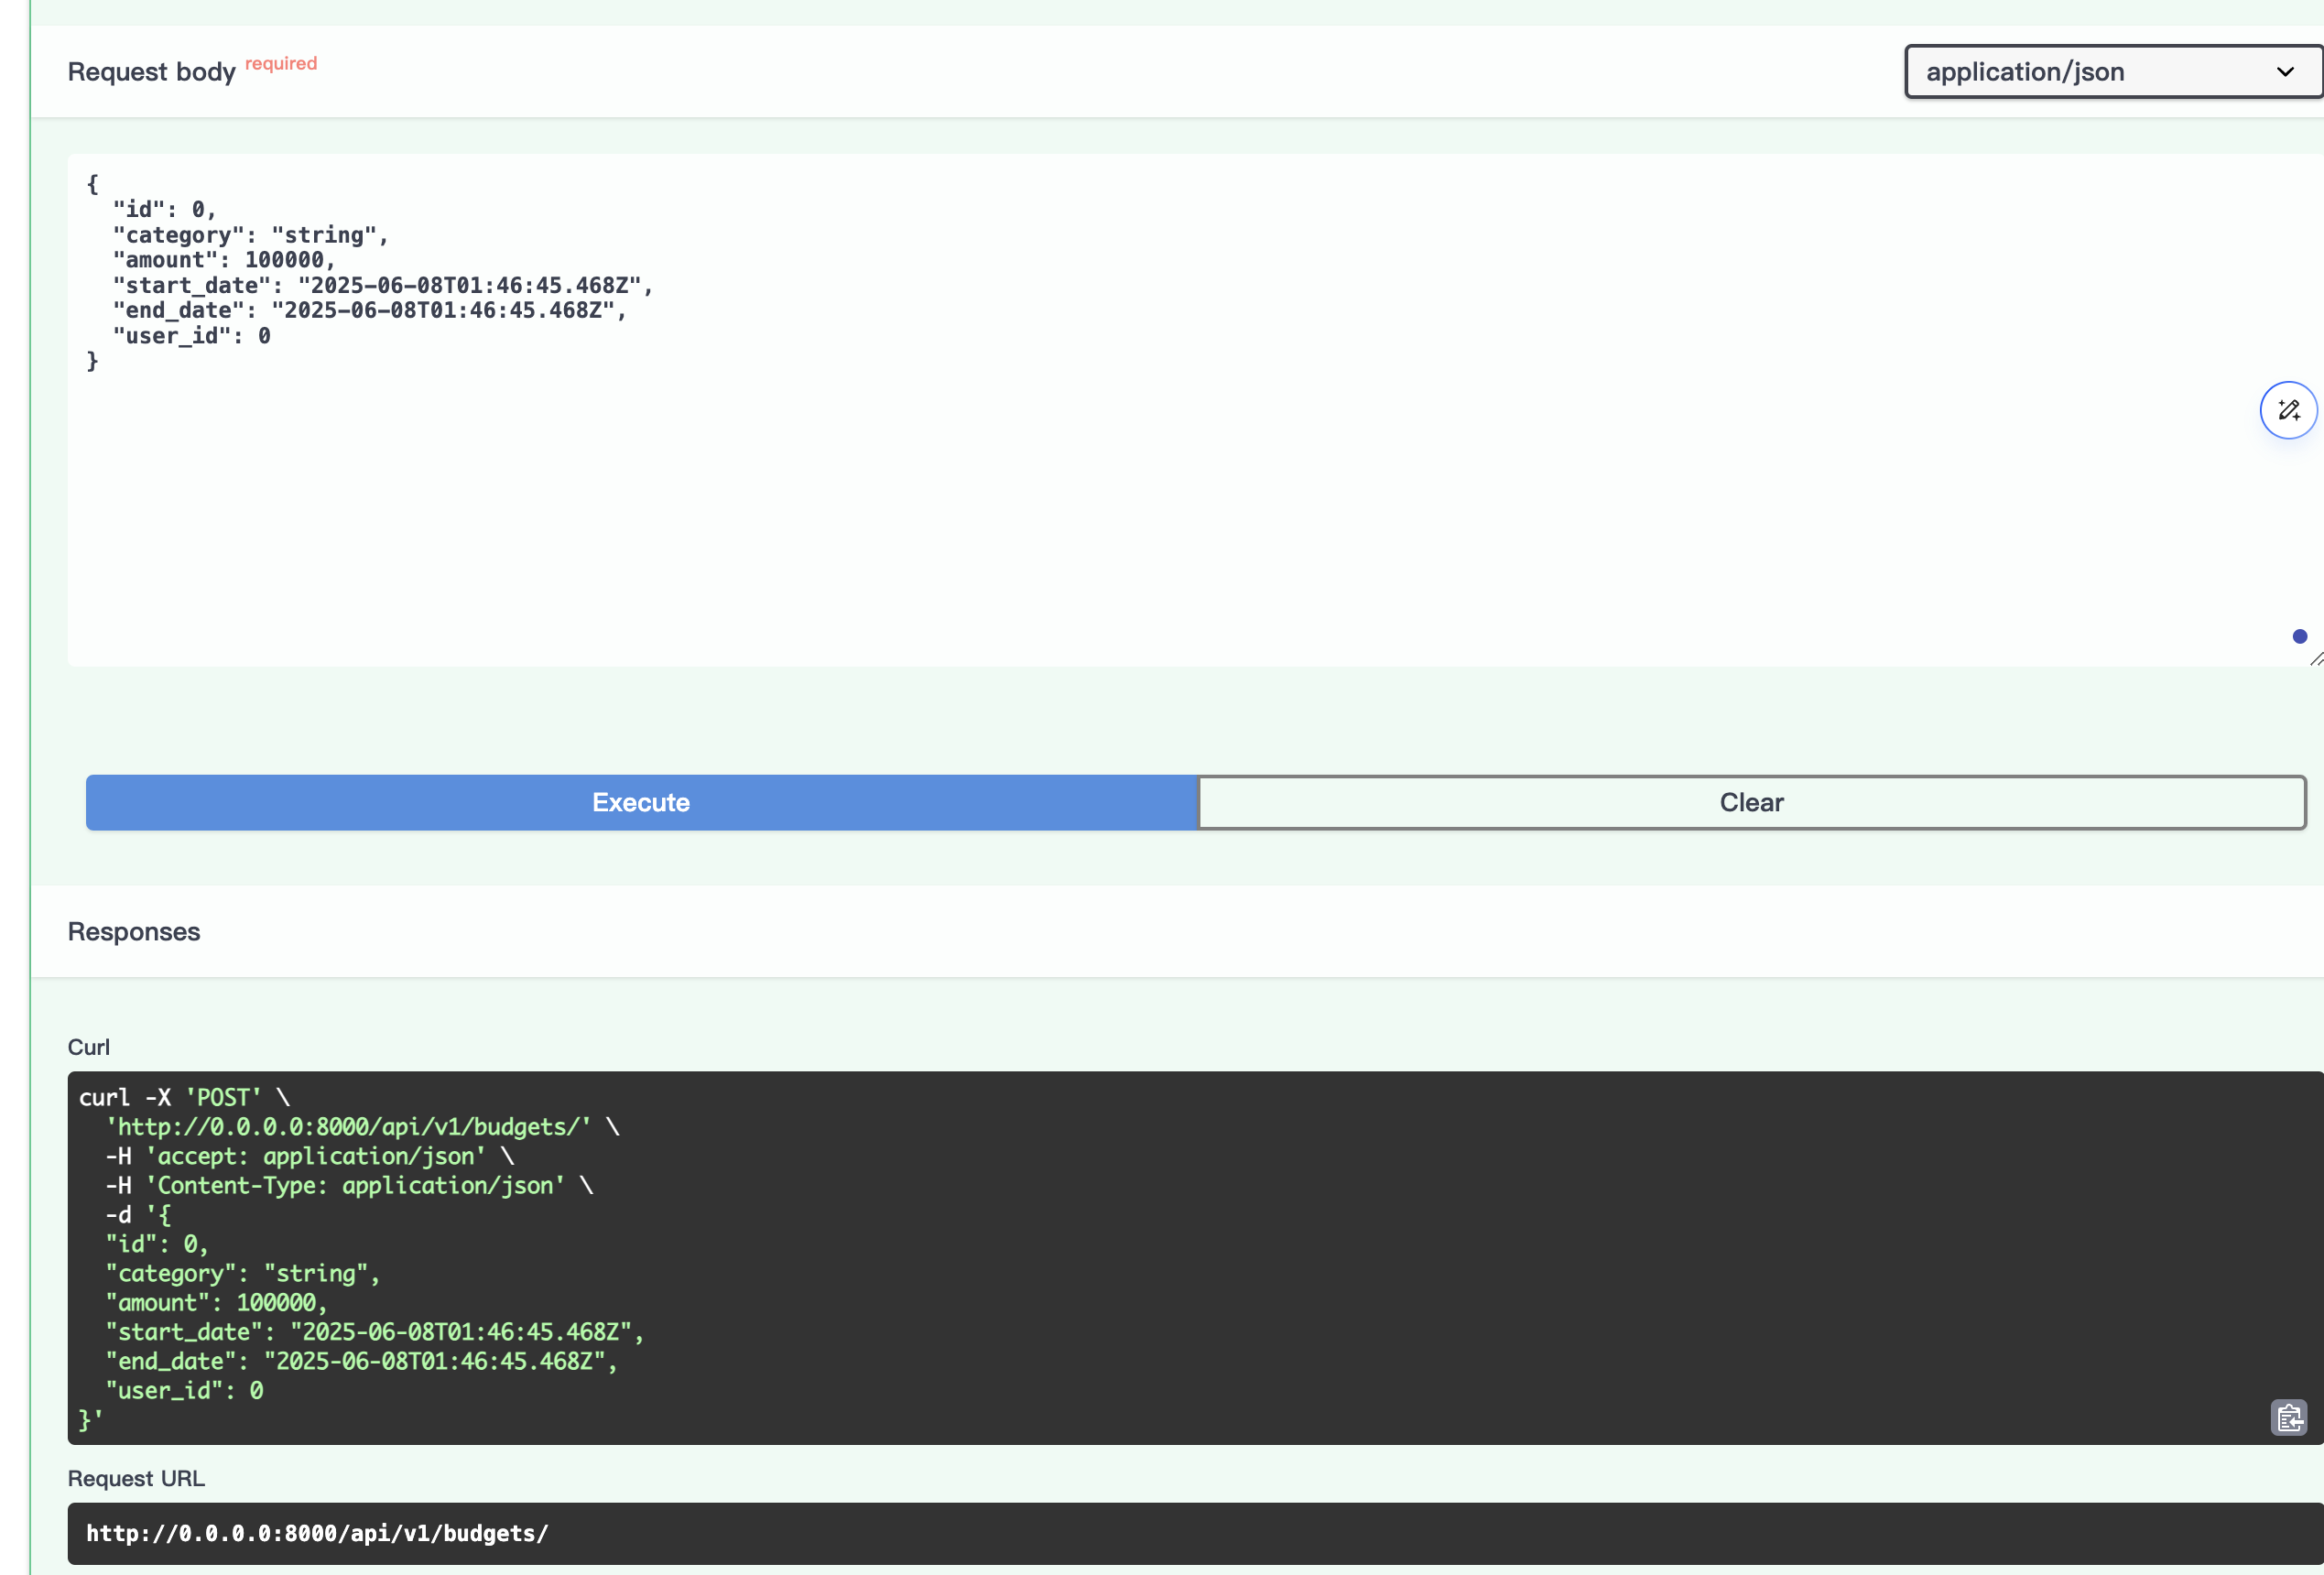 Request body required
application/json
{
  "id": 0,
  "category": "string",
  "amount": 100000,
  "start_date": "2025-06-08T01:46:45.468Z",
  "end_date": "2025-06-08T01:46:45.468Z",
  "user_id": 0
}
Execute
Clear
Responses
Curl
curl -X 'POST' \
  'http://0.0.0.0:8000/api/v1/budgets/' \
  -H 'accept: application/json' \
  -H 'Content-Type: application/json' \
  -d '{
  "id": 0,
  "category": "string",
  "amount": 100000,
  "start_date": "2025-06-08T01:46:45.468Z",
  "end_date": "2025-06-08T01:46:45.468Z",
  "user_id": 0
}'
Request URL
http://0.0.0.0:8000/api/v1/budgets/